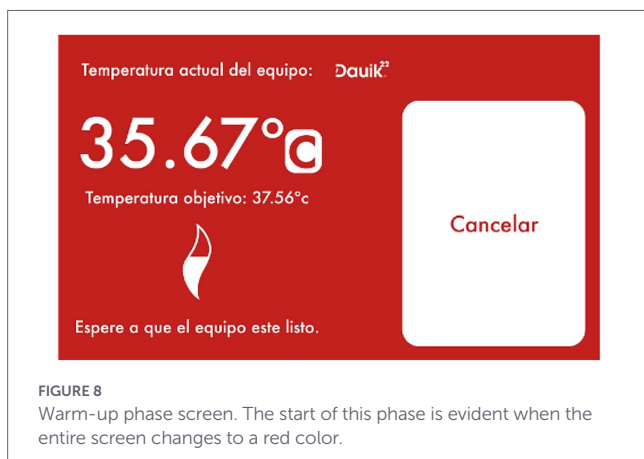 Temperatura actual del equipo: Dauik22
35.67°c
Temperatura objetivo: 37.56°c
Cancelar
Espere a que el equipo este listo.
FIGURE 8
Warm-up phase screen. The start of this phase is evident when the
entire screen changes to a red color.